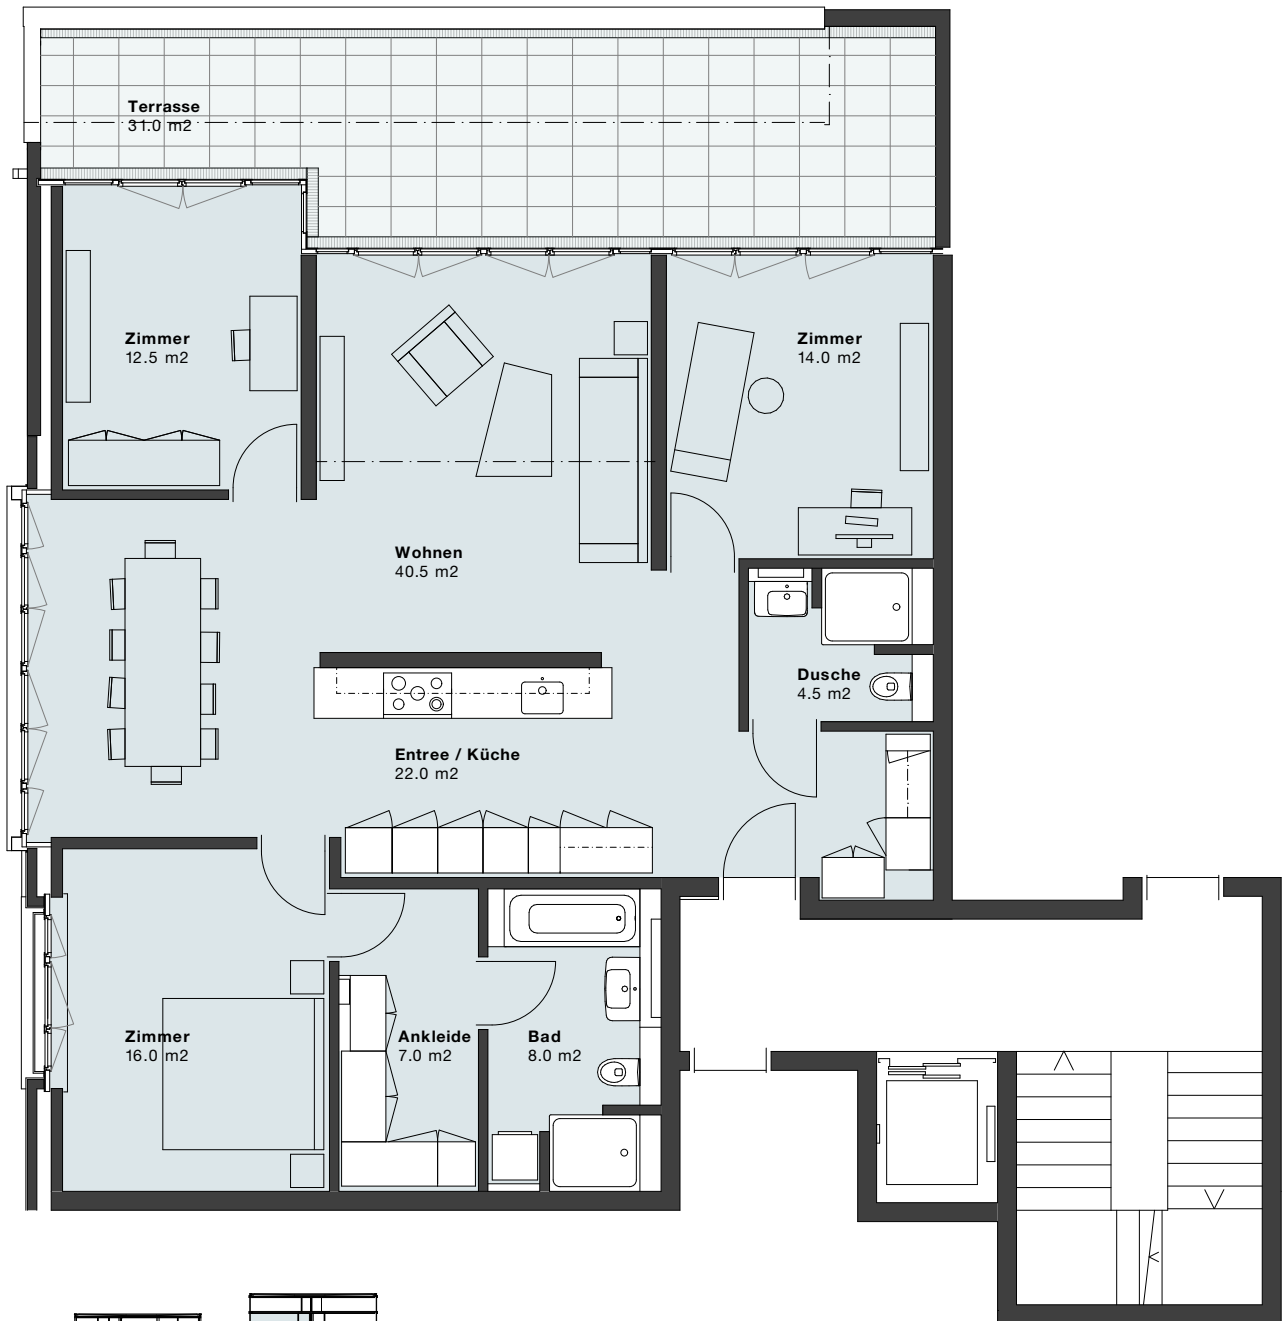 Terrasse
31.0 m2
Zimmer
12.5 m2
Zimmer
14.0 m2
Wohnen
40.5 m2
Dusche
4.5 m2
Entree / Küche
22.0 m2
Zimmer
16.0 m2
Ankleide
7.0 m2
Bad
8.0 m2